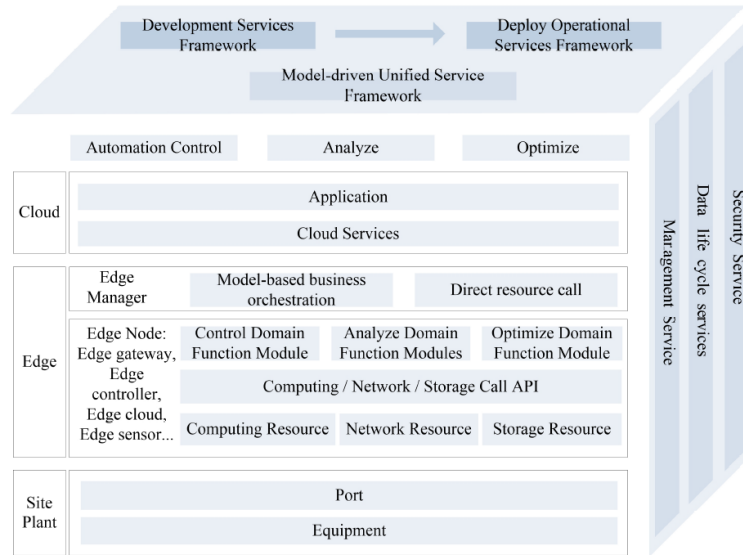 Development Services
Framework
Deploy Operational
Services Framework
Model-driven Unified Service
Framework
Automation Control
Analyze
Optimize
Cloud
Application
Cloud Services
Edge
Edge
Manager
Model-based business
orchestration
Direct resource call
Edge Node:
Edge gateway,
Edge
controller,
Edge cloud,
Edge sensor...
Control Domain
Function Module
Analyze Domain
Function Modules
Optimize Domain
Function Module
Computing / Network / Storage Call API
Computing Resource
Network Resource
Storage Resource
Site
Plant
Port
Equipment
Management Service
Data life cycle services
Security Service